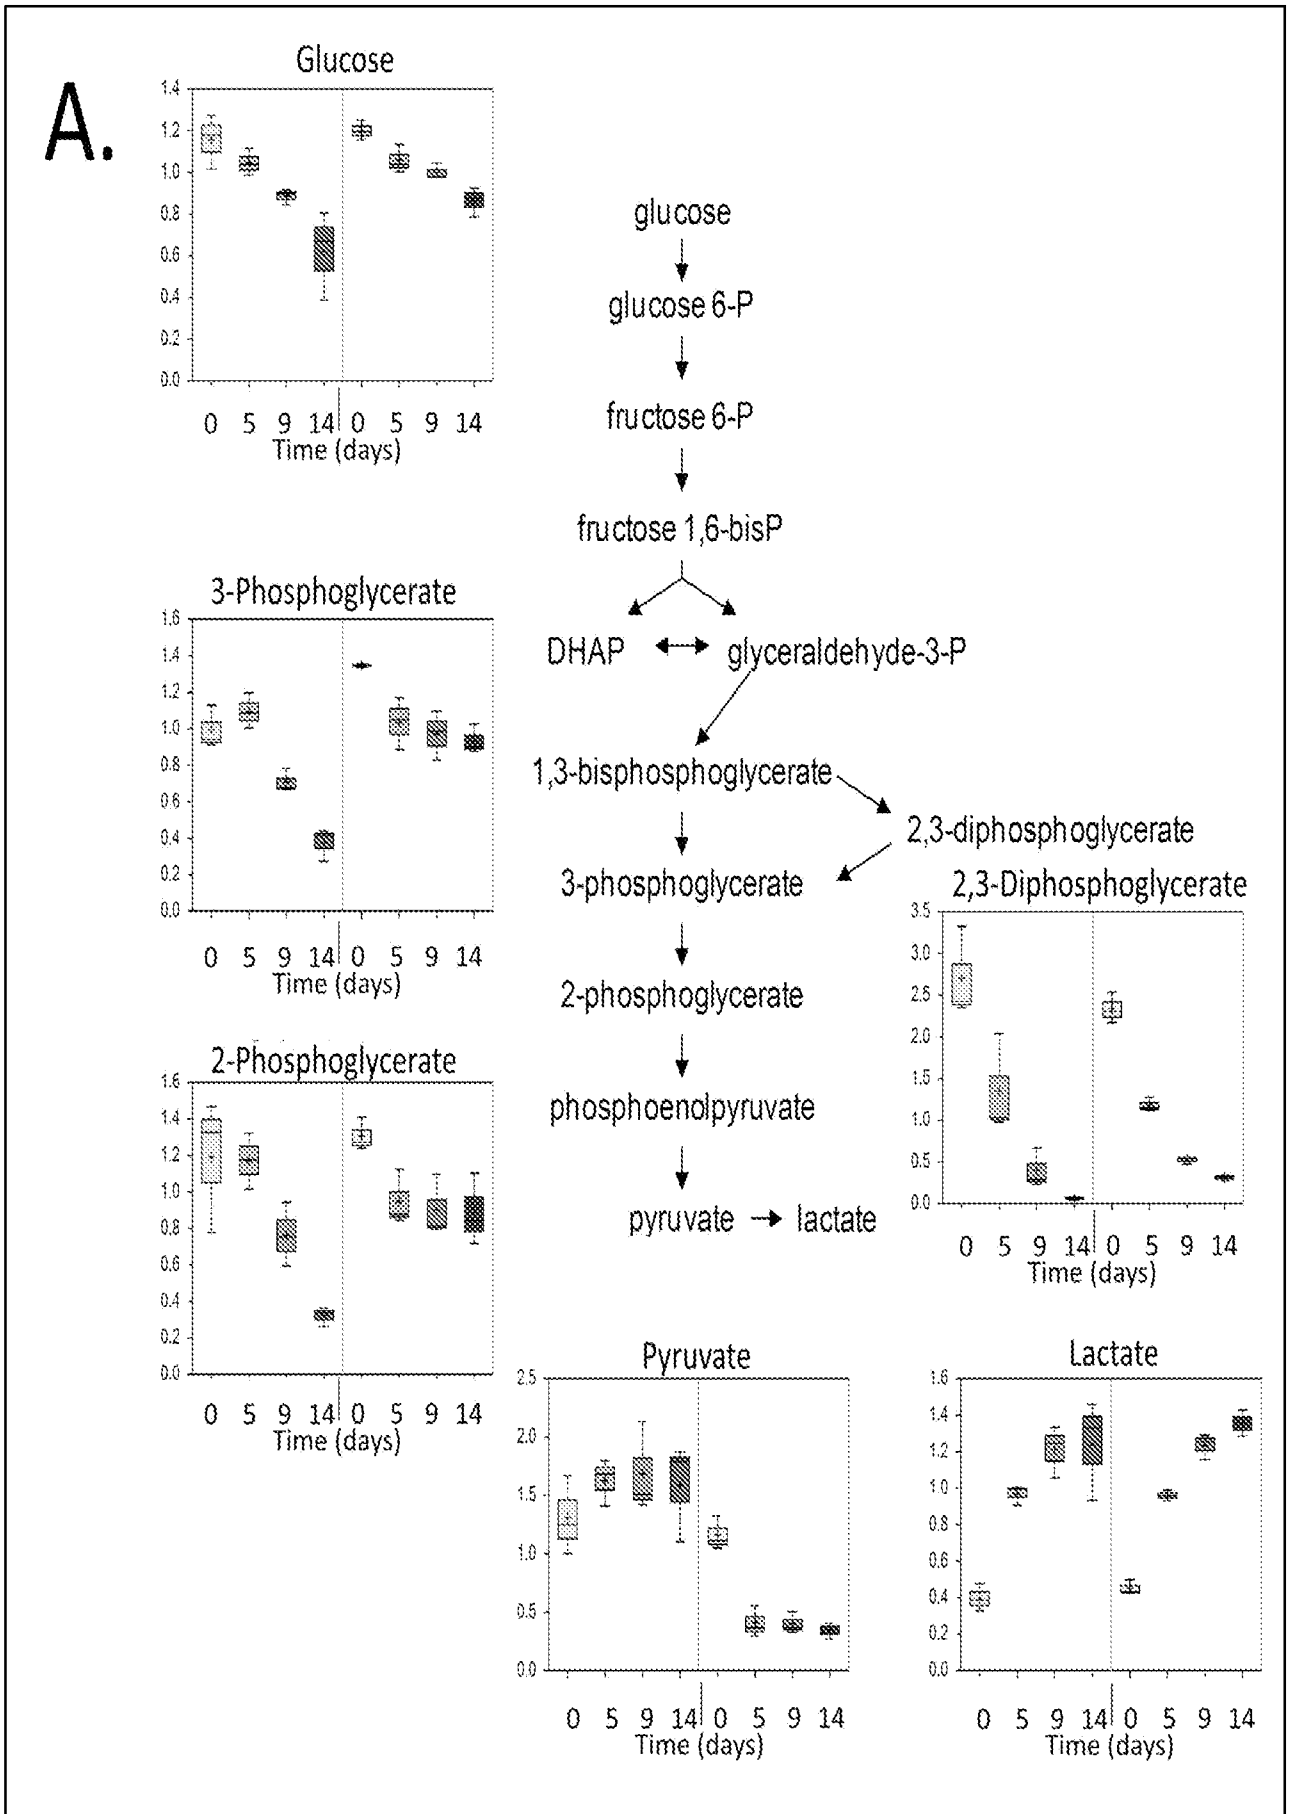 A.
Glucose
1.4
1.2
1.0
0.8
0.6
0.4
0.2
0.0
0 5 9 14 0 5 9 14
Time (days)
glucose
glucose 6-P
fructose 6-P
fructose 1,6-bisP
DHAP glyceraldehyde-3-P
1,3-bisphosphoglycerate
2,3-diphosphoglycerate
3-phosphoglycerate
2-phosphoglycerate
phosphoenolpyruvate
pyruvate lactate
3-Phosphoglycerate
1.6
1.4
1.2
1.0
0.8
0.6
0.4
0.2
0.0
0 5 9 14 0 5 9 14
Time (days)
2,3-Diphosphoglycerate
3.5
3.0
2.5
2.0
1.5
1.0
0.5
0.0
0 5 9 14 0 5 9 14
Time (days)
2-Phosphoglycerate
1.6
1.4
1.2
1.0
0.8
0.6
0.4
0.2
0.0
0 5 9 14 0 5 9 14
Time (days)
Pyruvate
2.5
2.0
1.5
1.0
0.5
0.0
0 5 9 14 0 5 9 14
Time (days)
Lactate
1.6
1.4
1.2
1.0
0.8
0.6
0.4
0.2
0.0
0 5 9 14 0 5 9 14
Time (days)